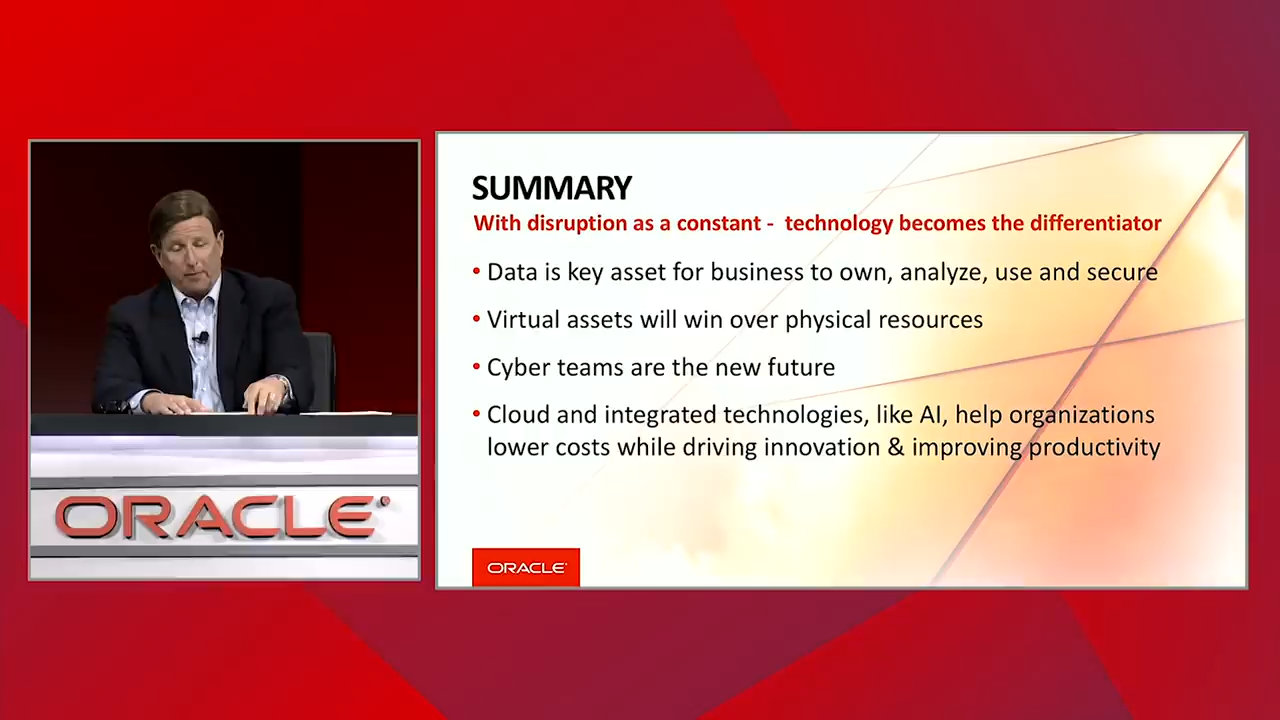 SUMMARY
With disruption as a constant - technology becomes the differentiator
• Data is key asset for business to own, analyze, use and secure
• Virtual assets will win over physical resources
• Cyber teams are the new future
• Cloud and integrated technologies, like AI, help organizations
lower costs while driving innovation & improving productivity
ORACLE
ORACLE